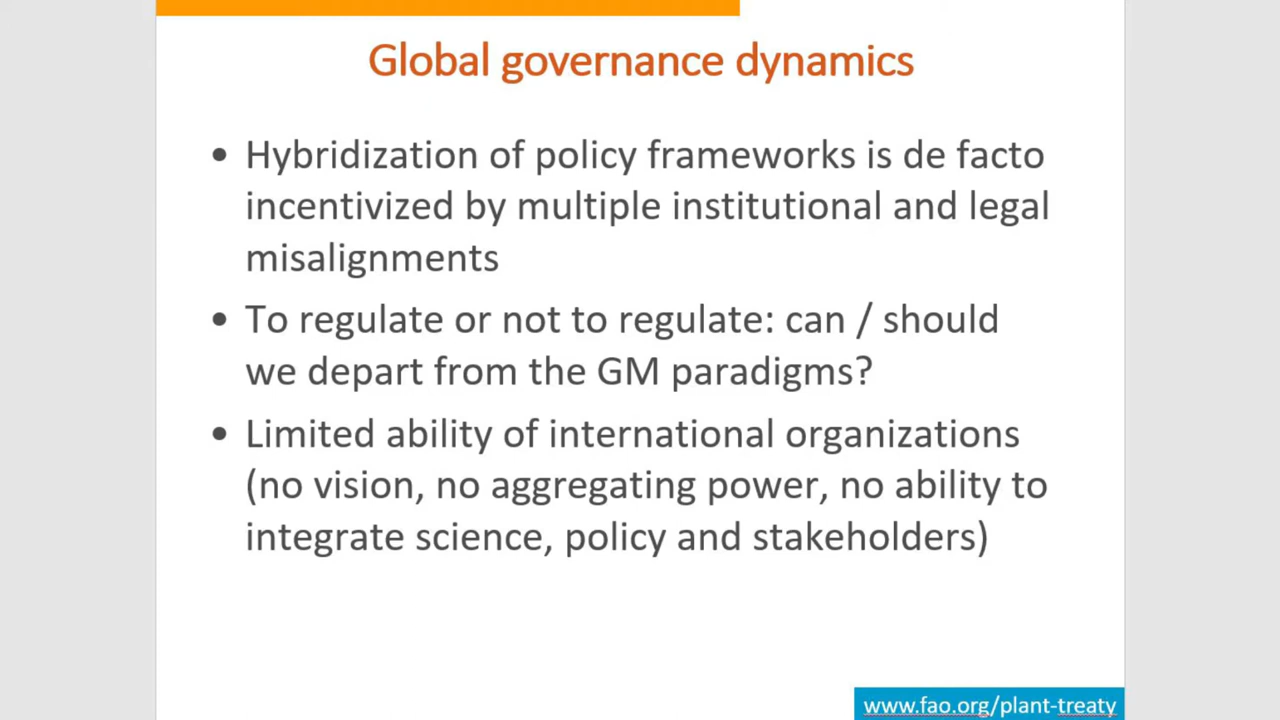 Global governance dynamics
• Hybridization of policy frameworks is de facto
incentivized by multiple institutional and legal
misalignments
• To regulate or not to regulate: can / should
we depart from the GM paradigms?
• Limited ability of international organizations
(no vision, no aggregating power, no ability to
integrate science, policy and stakeholders)
www.fao.org/plant-treaty